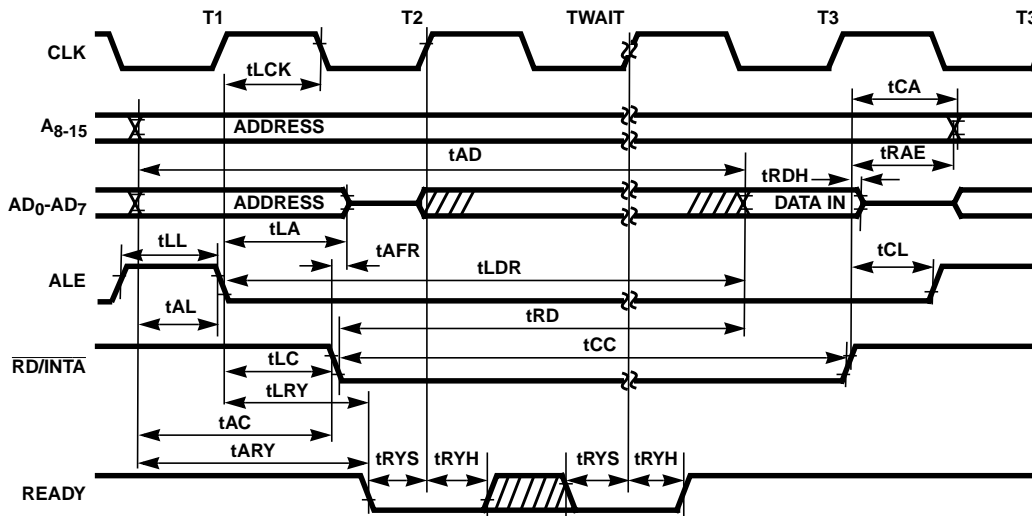 T1 T2 TWAIT T3 T3
CLK
tLCK
tCA
A8-15 ADDRESS
tAD
tRAE
tRDH
AD0-AD7 ADDRESS DATA IN
tLL tLA
tAFR
tCL
ALE
tLDR
tAL
tRD
RD/INTA
tCC
tLC
tLRY
tAC
tARY
tRYS tRYH tRYS tRYH
READY